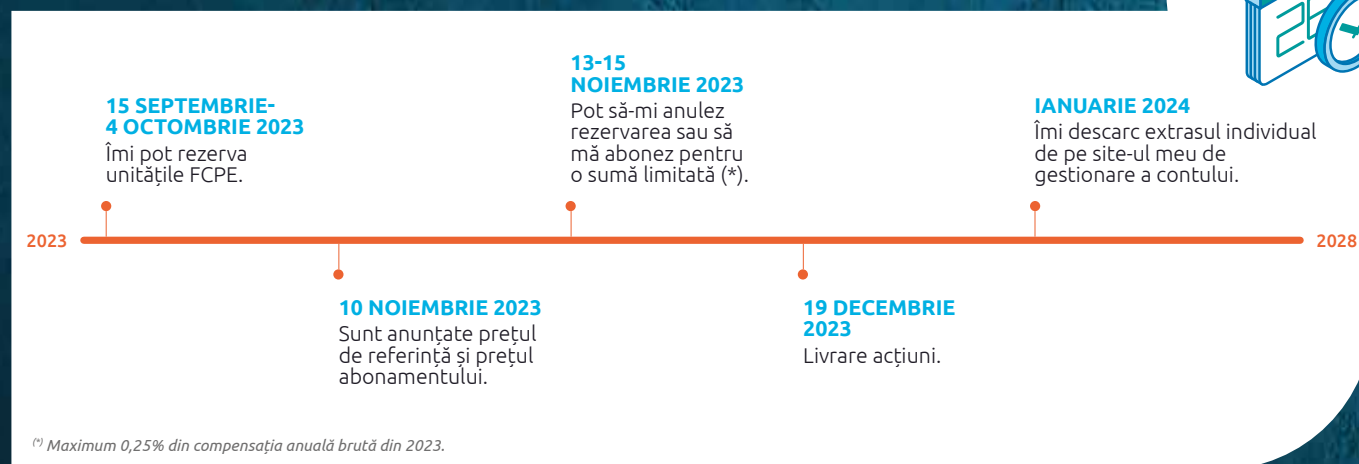 15 SEPTEMBRIE-
4 OCTOMBRIE 2023
Îmi pot rezerva
unitățile FCPE.
13-15
NOIEMBRIE 2023
Pot să-mi anulez
rezervarea sau să
mă abonez pentru
o sumă limitată (*).
IANUARIE 2024
Îmi descarc extrasul individual
de pe site-ul meu de
gestionare a contului.
2023
2028
10 NOIEMBRIE 2023
Sunt anunțate prețul
de referință și prețul
abonamentului.
19 DECEMBRIE
2023
Livrare acțiuni.
(*) Maximum 0,25% din compensația anuală brută din 2023.